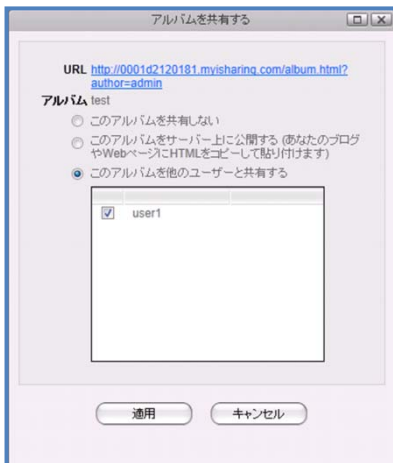 アルバムを共有する
URL http://0001d2120181.myisharing.com/album.html?
author=admin
アルバム test
このアルバムを共有しない
このアルバムをサーバー上に公開する (あなたのブログ
やWebページにHTMLをコピーして貼り付けます)
このアルバムを他のユーザーと共有する
user1
適用
キャンセル